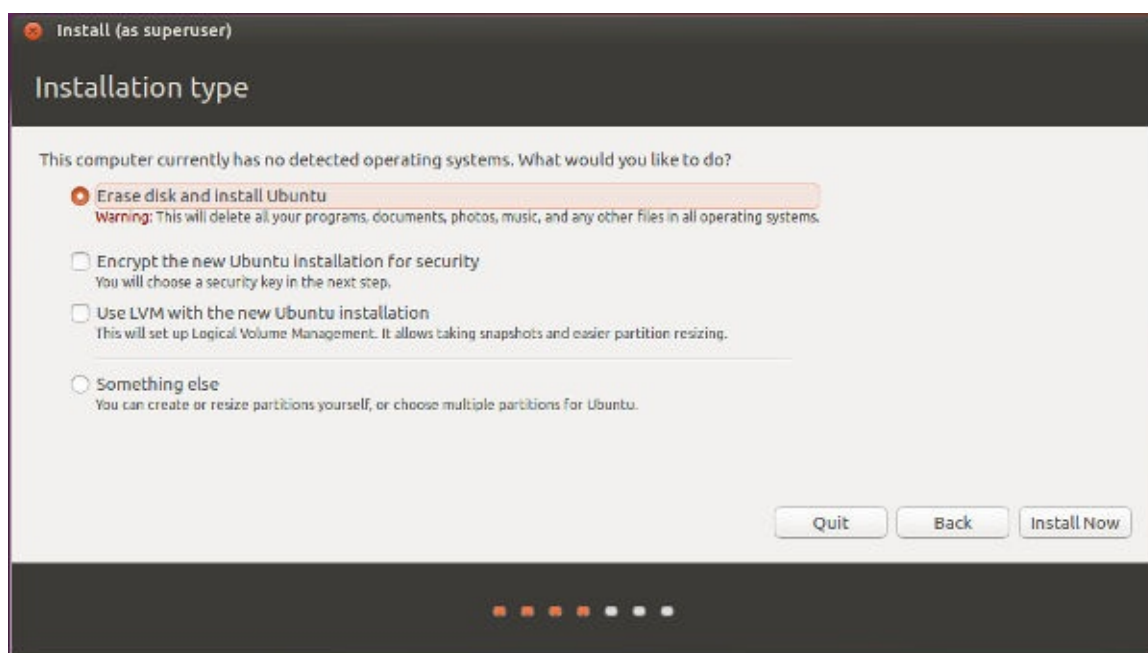 Install (as superuser)
Installation type
This computer currently has no detected operating systems. What would you like to do?
Erase disk and install Ubuntu
Warning: This will delete all your programs, documents, photos, music, and any other files in all operating systems.
Encrypt the new Ubuntu installation for security
You will choose a security key in the next step.
Use LVM with the new Ubuntu installation
This will set up Logical Volume Management. It allows taking snapshots and easier partition resizing.
Something else
You can create or resize partitions yourself, or choose multiple partitions for Ubuntu.
Quit Back Install Now